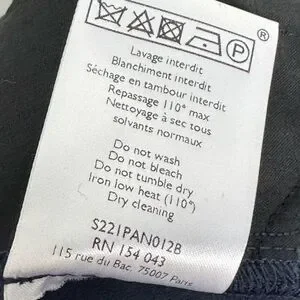 P ®
Lavage interdit
Blanchiment interdit
Séchage en tambour interdit
Repassage 110° max
Nettoyage à sec tous
solvants normaux
Do not wash
Do not bleach
Do not tumble dry
Iron low heat (110°)
Dry cleaning
S221PAN012B
RN 154 043
115 rue du Bac, 75007 Paris